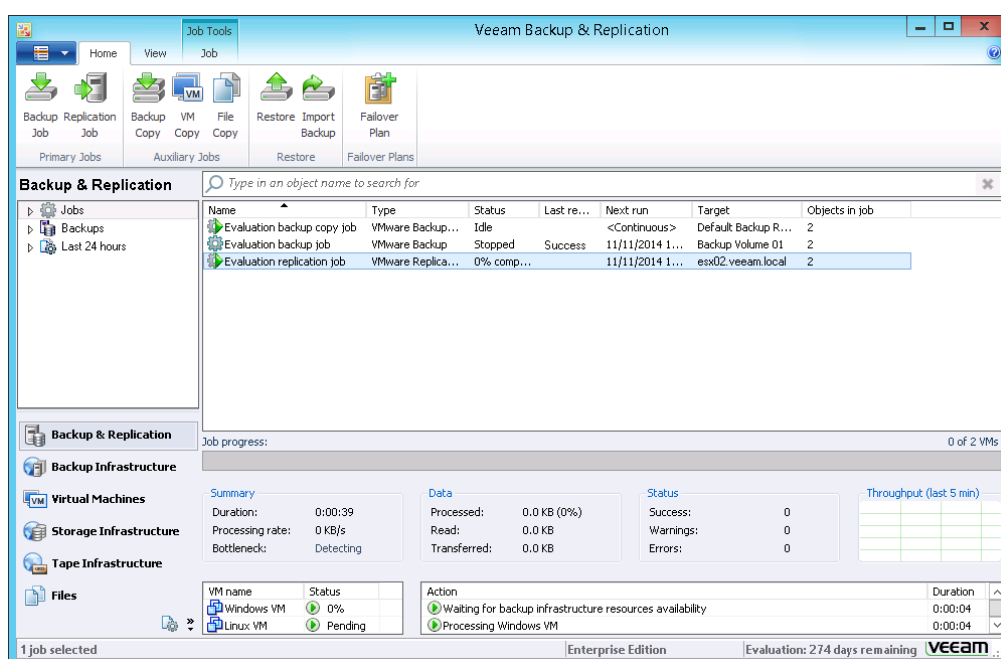 Job Tools
Veeam Backup & Replication
Home View Job
Backup Job
Replication Job
Backup Copy
VM Copy
File Copy
Restore
Import Backup
Failover Plan
Primary Jobs
Auxiliary Jobs
Restore
Failover Plans
Backup & Replication
Type in an object name to search for
Jobs
Backups
Last 24 hours
Name Type Status Last re... Next run Target Objects in job
Evaluation backup copy job VMware Backup... Idle <Continuous> Default Backup R... 2
Evaluation backup job VMware Backup Stopped Success 11/11/2014 1... Backup Volume 01 2
Evaluation replication job VMware Replica... 0% comp... 11/11/2014 1... esx02.veeam.local 2
Backup & Replication
Backup Infrastructure
Virtual Machines
Storage Infrastructure
Tape Infrastructure
Files
Job progress: 0 of 2 VMs
Summary
Duration: 0:00:39
Processing rate: 0 KB/s
Bottleneck: Detecting
Data
Processed: 0.0 KB (0%)
Read: 0.0 KB
Transferred: 0.0 KB
Status
Success: 0
Warnings: 0
Errors: 0
Throughput (last 5 min)
VM name Status
Windows VM 0%
Linux VM Pending
Action Duration
Waiting for backup infrastructure resources availability 0:00:04
Processing Windows VM 0:00:04
1 job selected
Enterprise Edition
Evaluation: 274 days remaining
veeam